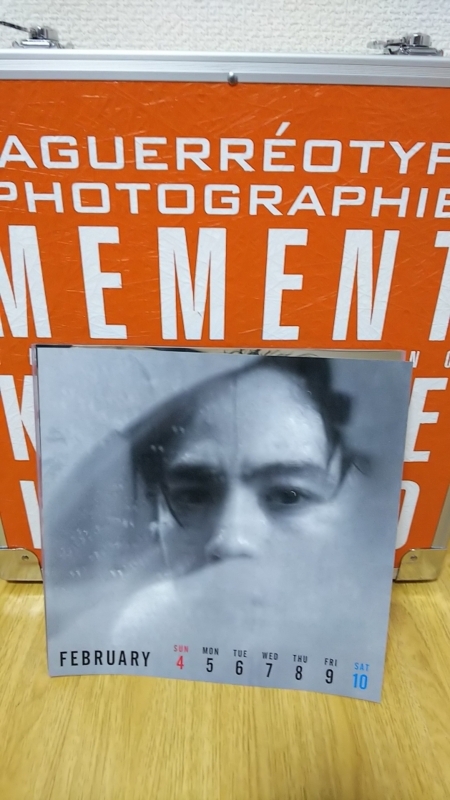 AGUERRÉOTYP
PHOTOGRAPHIE
MEMENT
K E
FEBRUARY
SUN MON TUE WED THU FRI SAT
4 5 6 7 8 9 10